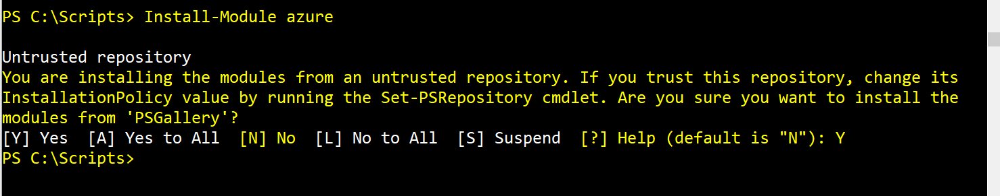 PS C:\Scripts> Install-Module azure
Untrusted repository
You are installing the modules from an untrusted repository. If you trust this repository, change its
InstallationPolicy value by running the Set-PSRepository cmdlet. Are you sure you want to install the
modules from 'PSGallery'?
[Y] Yes  [A] Yes to All  [N] No  [L] No to All  [S] Suspend  [?] Help (default is "N"): Y
PS C:\Scripts>